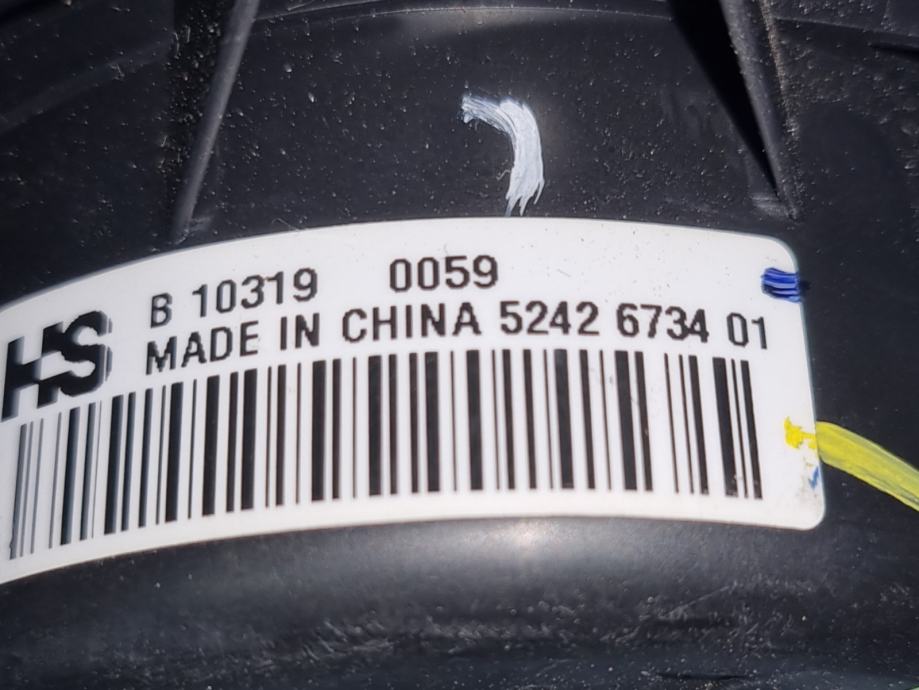 HS
B 10319 0059
MADE IN CHINA 5242 6734 01